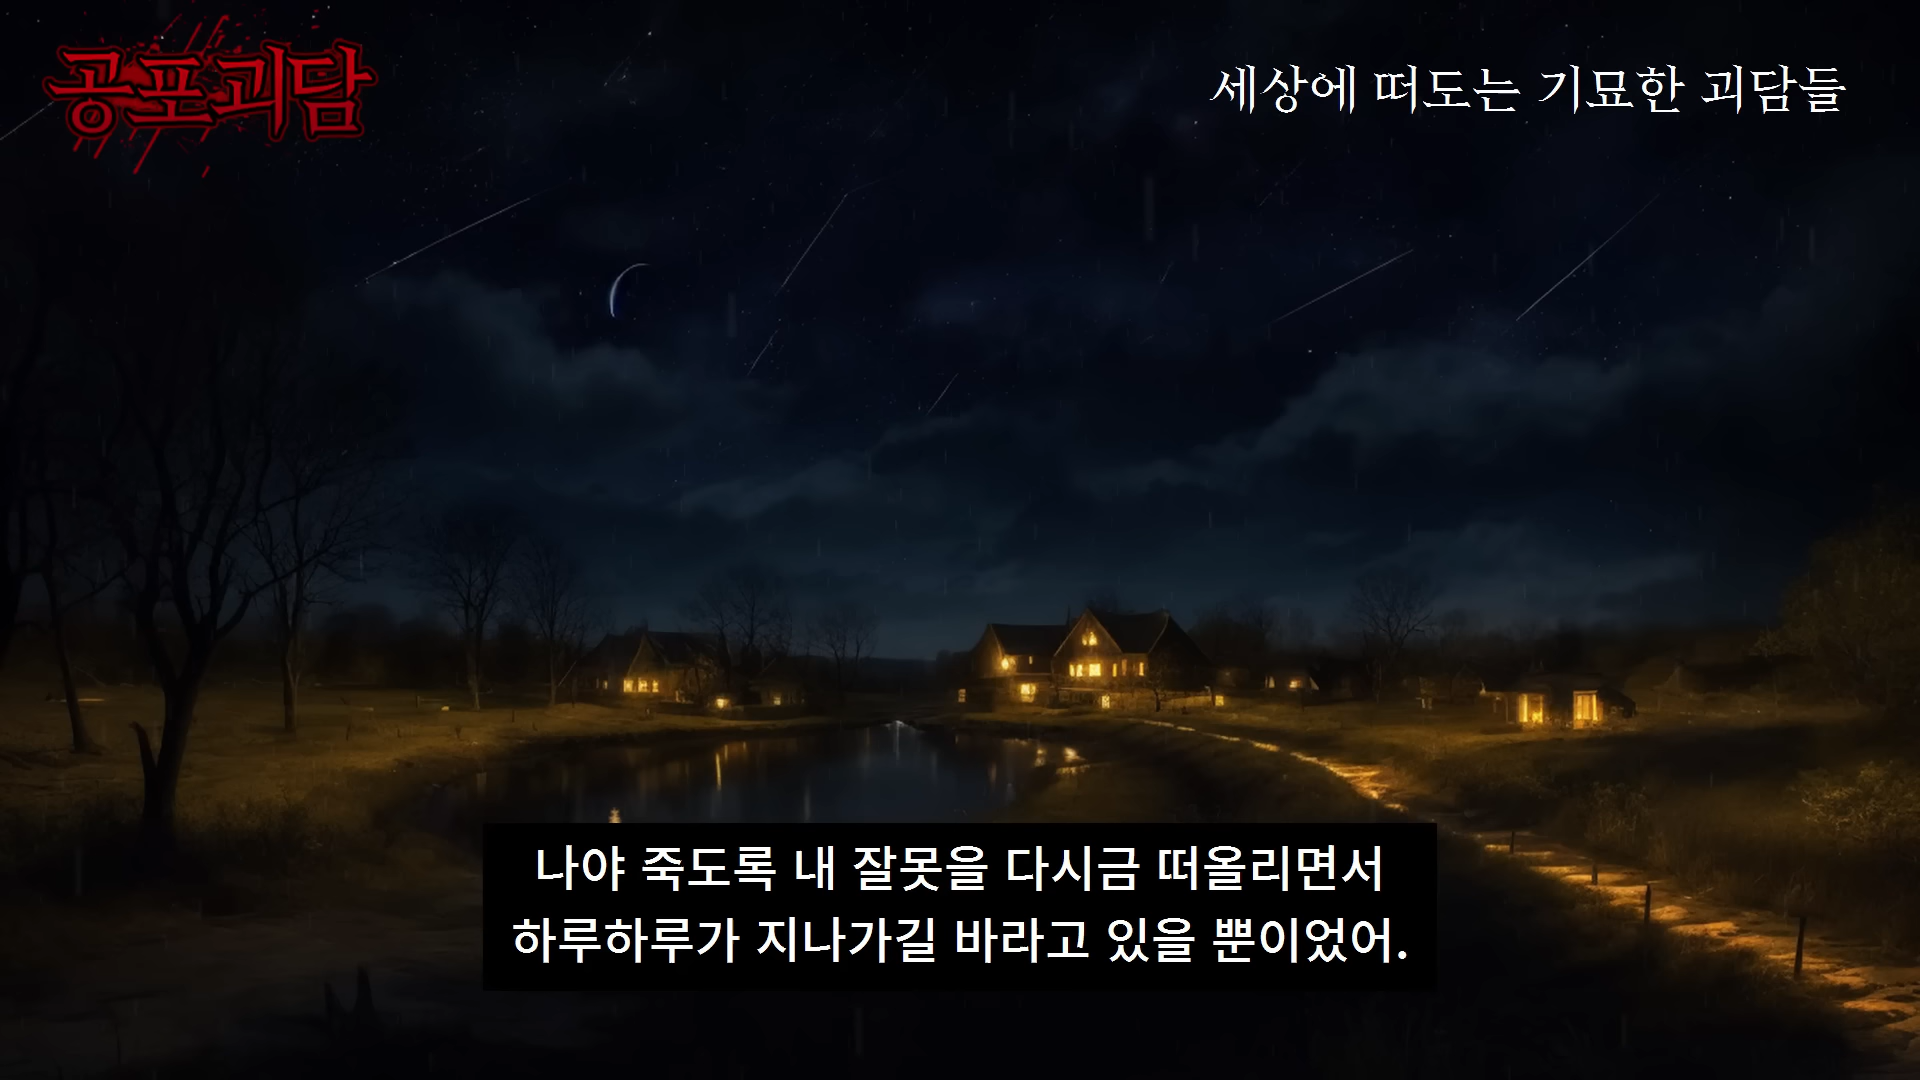 공포괴담
세상에 떠도는 기묘한 괴담들
나야 죽도록 내 잘못을 다시금 떠올리면서
하루하루가 지나가길 바라고 있을 뿐이었어.